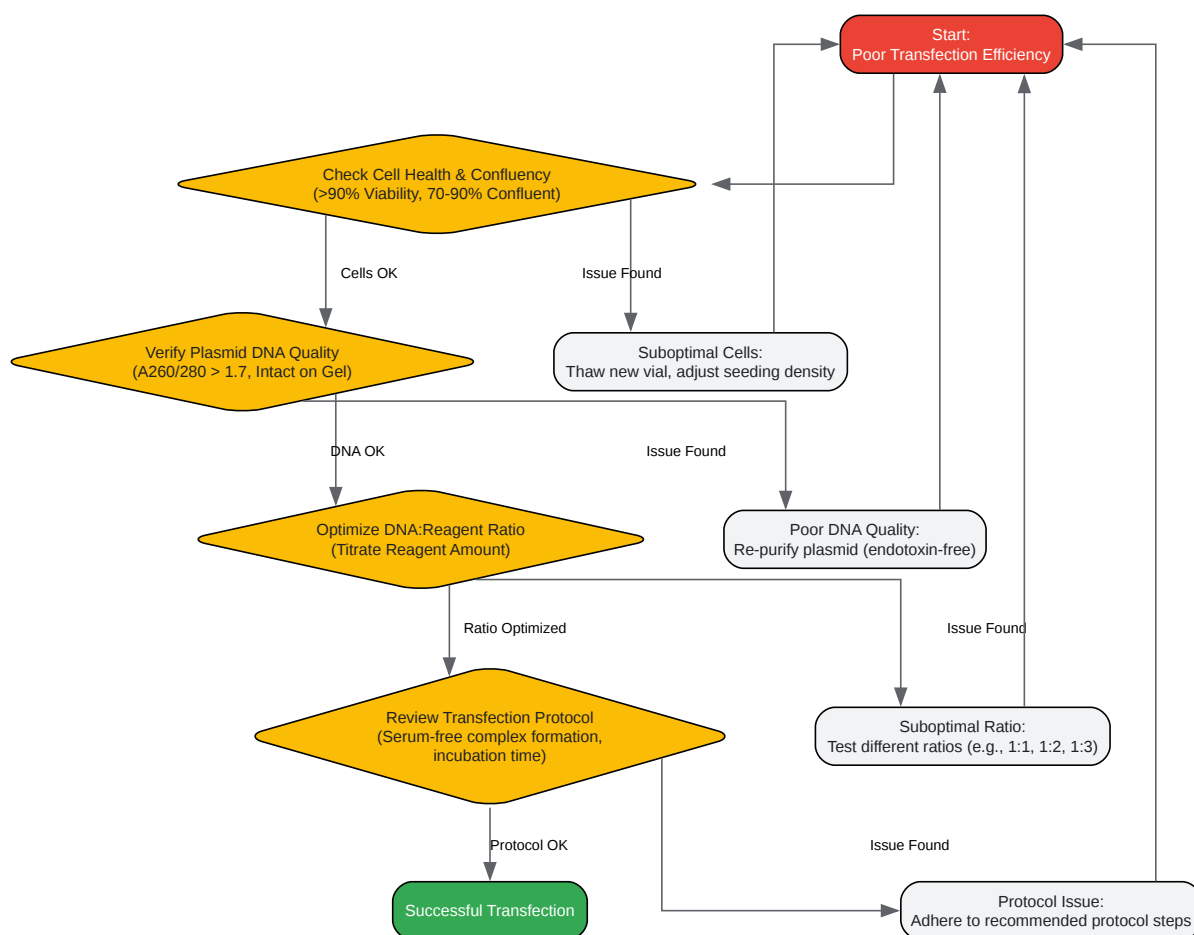 Start:
Poor Transfection Efficiency
Check Cell Health & Confluency
(>90% Viability, 70-90% Confluent)
Cells OK
Issue Found
Verify Plasmid DNA Quality
(A260/280 > 1.7, Intact on Gel)
Suboptimal Cells:
Thaw new vial, adjust seeding density
DNA OK
Issue Found
Optimize DNA:Reagent Ratio
(Titrate Reagent Amount)
Poor DNA Quality:
Re-purify plasmid (endotoxin-free)
Ratio Optimized
Issue Found
Review Transfection Protocol
(Serum-free complex formation,
incubation time)
Suboptimal Ratio:
Test different ratios (e.g., 1:1, 1:2, 1:3)
Protocol OK
Issue Found
Successful Transfection
Protocol Issue:
Adhere to recommended protocol steps